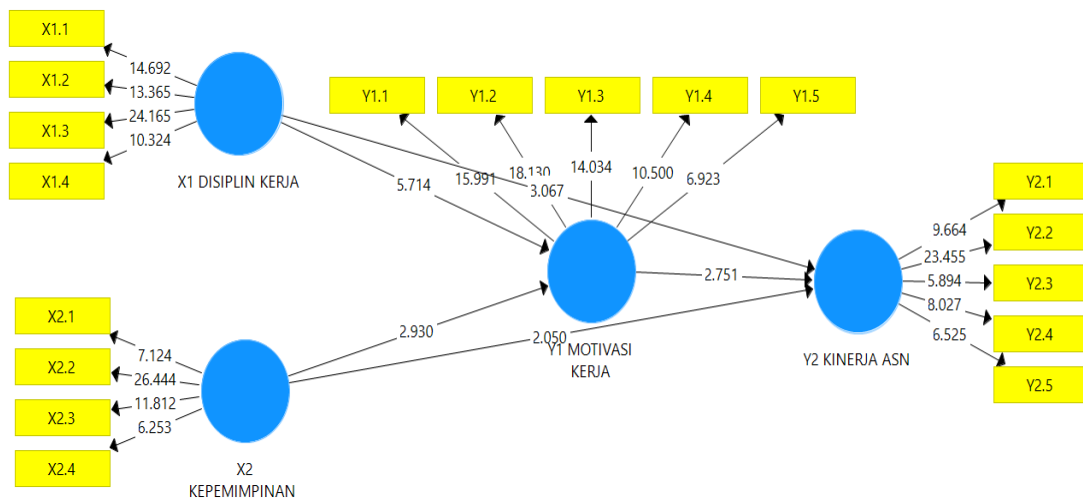 X1.1
X1.2
X1.3
X1.4
14.692
13.365
24.165
10.324
X1 DISIPLIN KERJA
Y1.1
Y1.2
Y1.3
Y1.4
Y1.5
15.991
18.130
14.034
10.500
6.923
5.714
3.067
Y2.1
Y2.2
Y2.3
Y2.4
Y2.5
9.664
23.455
5.894
8.027
6.525
2.751
Y2 KINERJA ASN
2.930
2.050
Y1 MOTIVASI
KERJA
X2.1
X2.2
X2.3
X2.4
7.124
26.444
11.812
6.253
X2
KEPEMIMPINAN